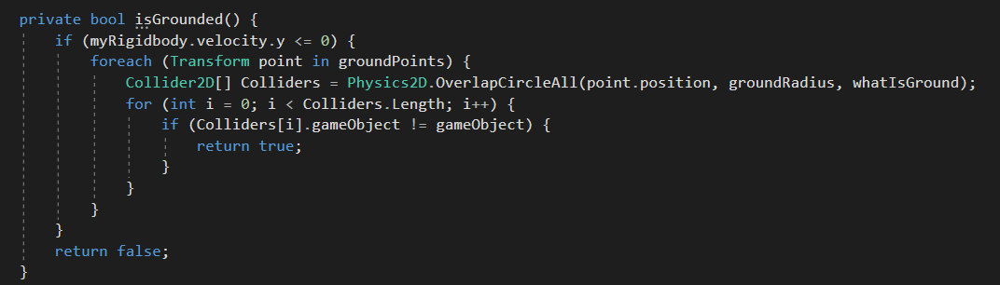 private bool isGrounded() {
    if (myRigidbody.velocity.y <= 0) {
        foreach (Transform point in groundPoints) {
            Collider2D[] Colliders = Physics2D.OverlapCircleAll(point.position, groundRadius, whatIsGround);
            for (int i = 0; i < Colliders.Length; i++) {
                if (Colliders[i].gameObject != gameObject) {
                    return true;
                }
            }
        }
    }
    return false;
}